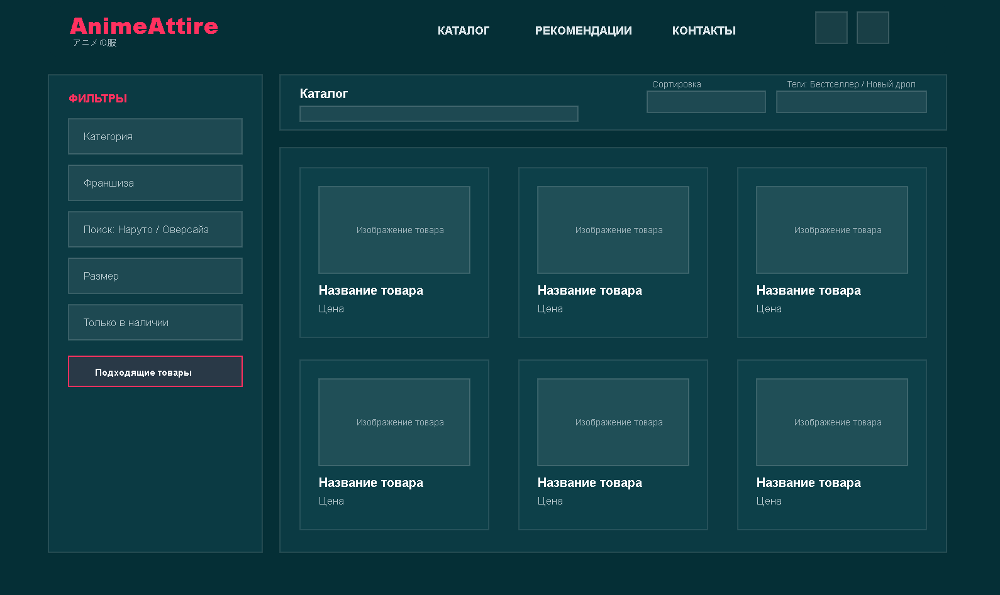 AnimeAttire
アニメの服
КАТАЛОГ
РЕКОМЕНДАЦИИ
КОНТАКТЫ
ФИЛЬТРЫ
Категория
Франшиза
Поиск: Наруто / Оверсайз
Размер
Только в наличии
Подходящие товары
Каталог
Сортировка
Теги: Бестселлер / Новый дроп
Изображение товара
Название товара
Цена
Изображение товара
Название товара
Цена
Изображение товара
Название товара
Цена
Изображение товара
Название товара
Цена
Изображение товара
Название товара
Цена
Изображение товара
Название товара
Цена